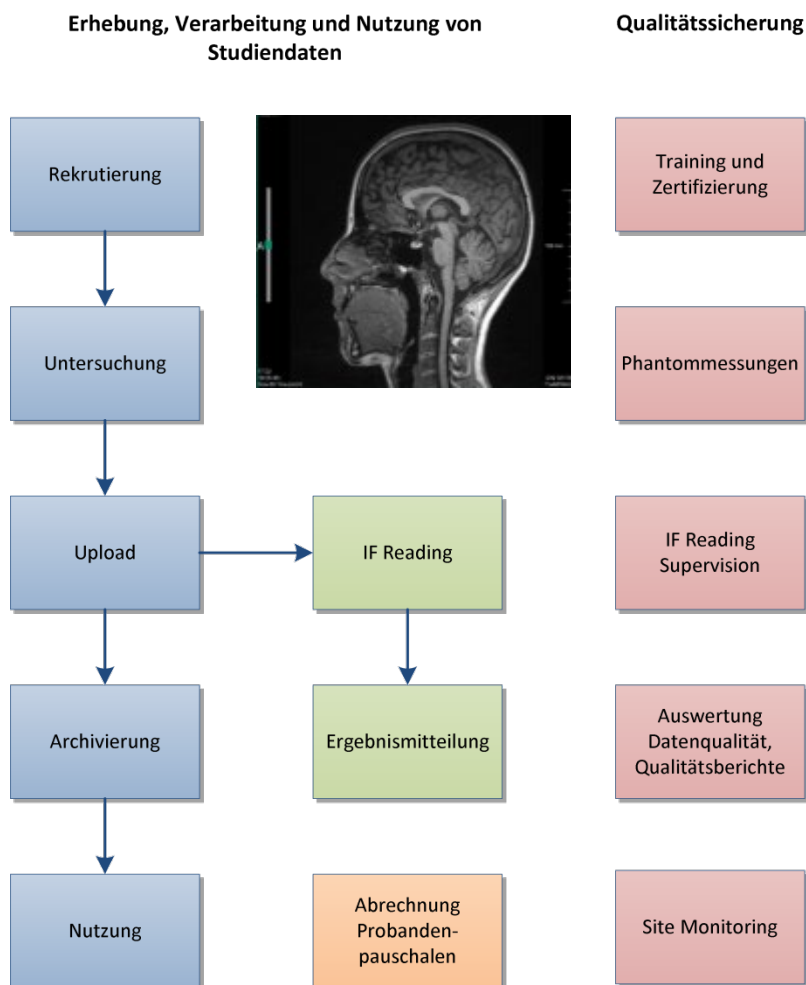 Erhebung, Verarbeitung und Nutzung von
Studiendaten
Qualitätssicherung
Rekrutierung
Training und
Zertifizierung
Untersuchung
Phantommessungen
Upload
IF Reading
IF Reading
Supervision
Archivierung
Ergebnismitteilung
Auswertung
Datenqualität,
Qualitätsberichte
Nutzung
Abrechnung
Probanden-
pauschalen
Site Monitoring